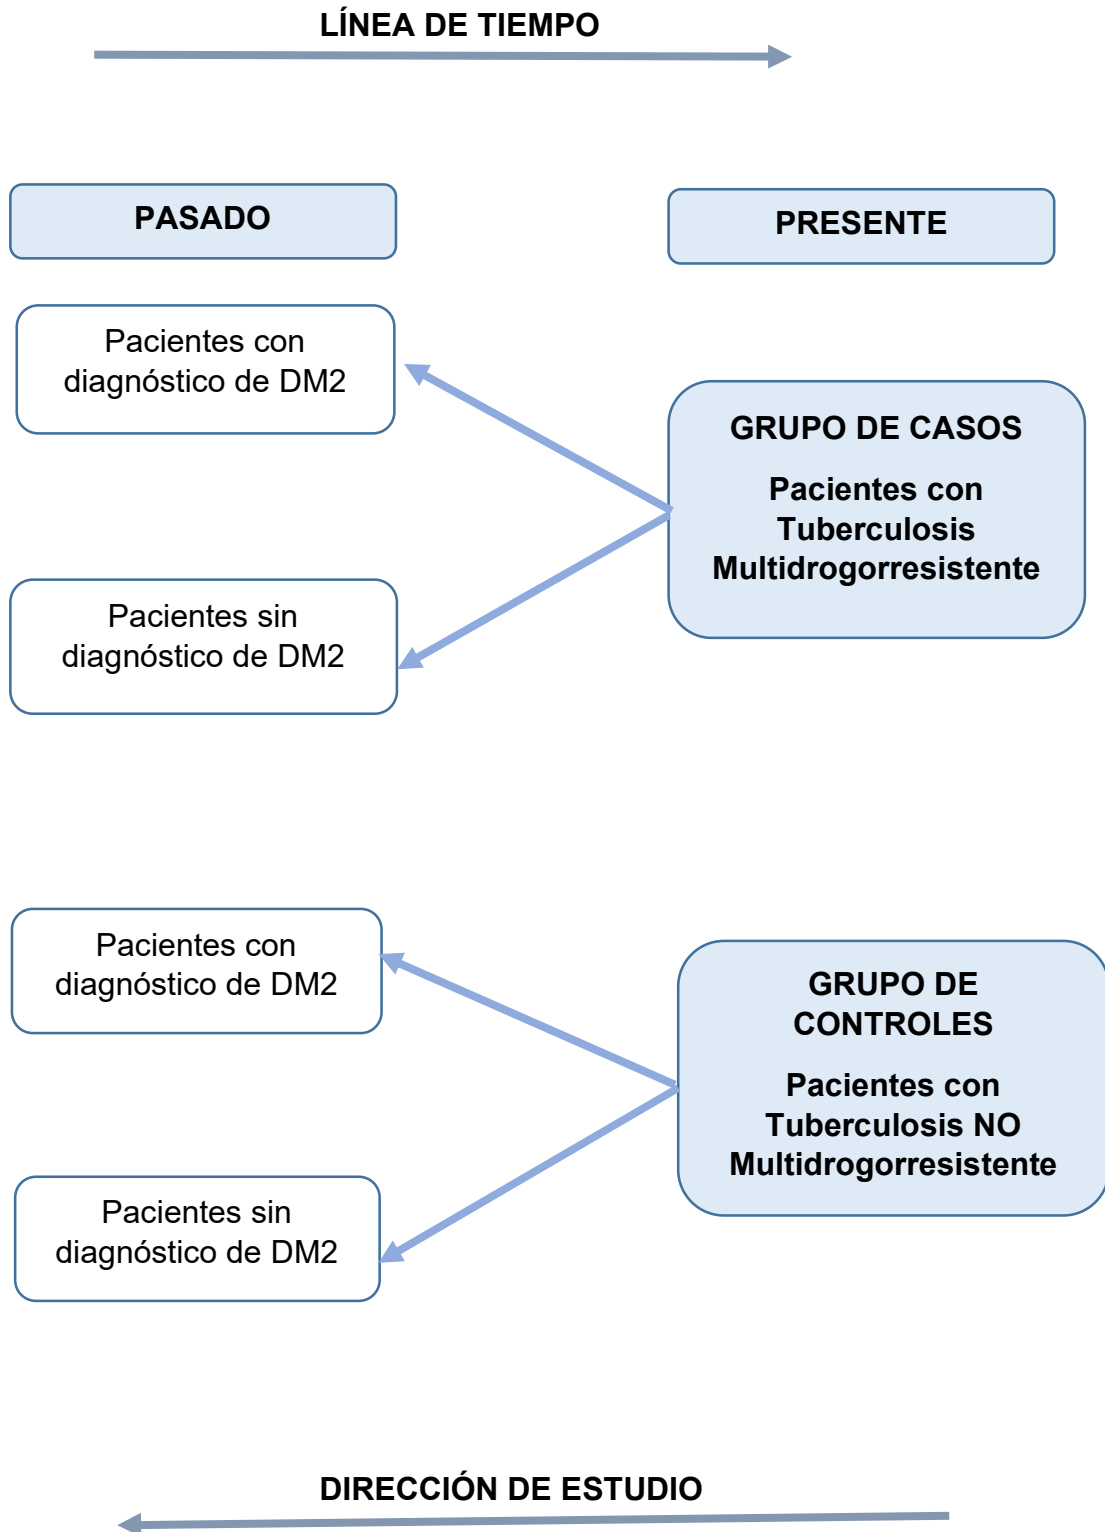 LÍNEA DE TIEMPO
PASADO
PRESENTE
Pacientes con
diagnóstico de DM2
GRUPO DE CASOS
Pacientes con
Tuberculosis
Multidrogorresistente
Pacientes sin
diagnóstico de DM2
Pacientes con
diagnóstico de DM2
GRUPO DE
CONTROLES
Pacientes con
Tuberculosis NO
Multidrogorresistente
Pacientes sin
diagnóstico de DM2
DIRECCIÓN DE ESTUDIO